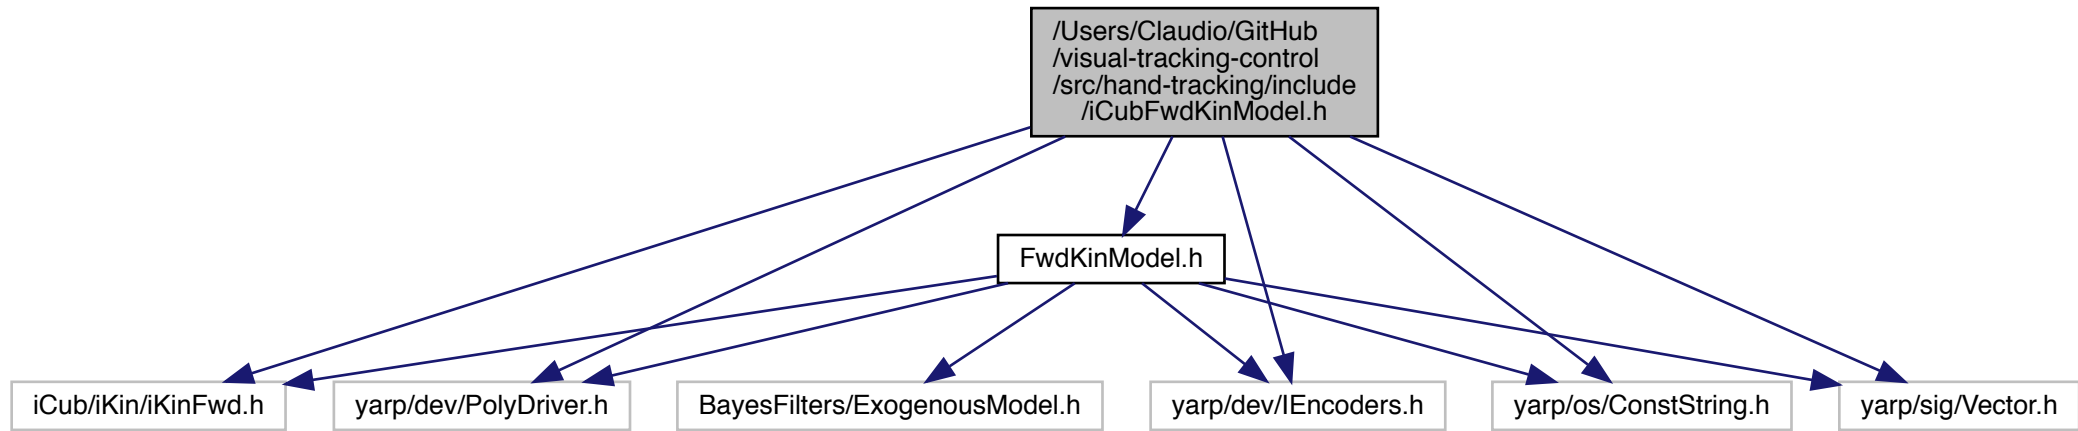 /Users/Claudio/GitHub
/visual-tracking-control
/src/hand-tracking/include
/iCubFwdKinModel.h
FwdKinModel.h
iCub/iKin/iKinFwd.h
yarp/dev/PolyDriver.h
BayesFilters/ExogenousModel.h
yarp/dev/IEncoders.h
yarp/os/ConstString.h
yarp/sig/Vector.h